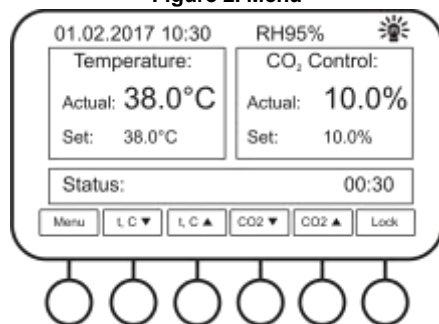 Figure 2. Menu
01.02.2017 10:30 RH95%
Temperature:
Actual: 38.0°C
Set: 38.0°C
CO₂ Control:
Actual: 10.0%
Set: 10.0%
Status: 00:30
Menu t, C ▼ t, C ▲ CO2 ▼ CO2 ▲ Lock